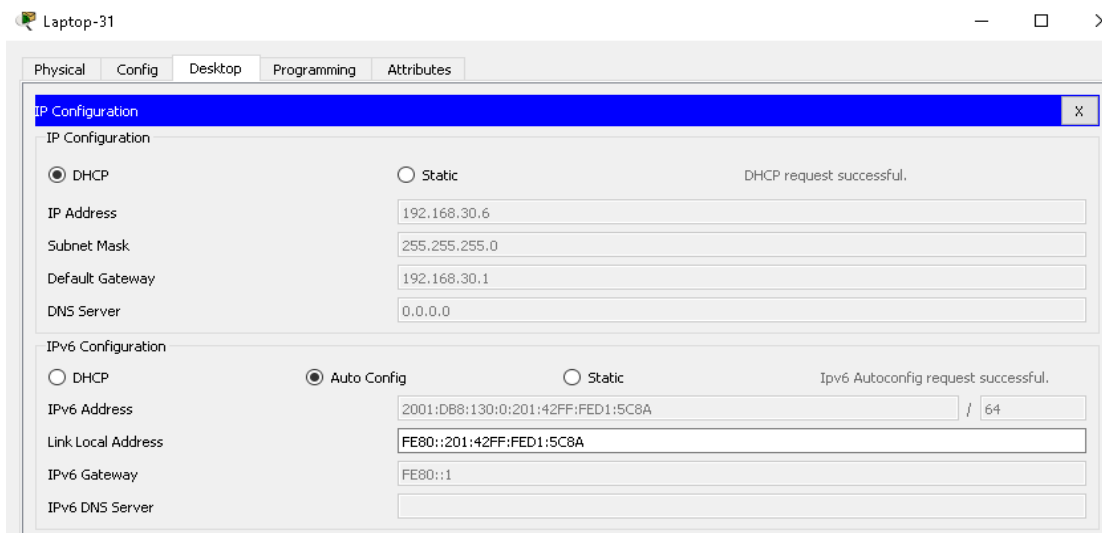 Laptop-31
Physical Config Desktop Programming Attributes
IP Configuration X
IP Configuration
DHCP Static DHCP request successful.
IP Address 192.168.30.6
Subnet Mask 255.255.255.0
Default Gateway 192.168.30.1
DNS Server 0.0.0.0
IPv6 Configuration
DHCP Auto Config Static Ipv6 Autoconfig request successful.
IPv6 Address 2001:DB8:130:0:201:42FF:FED1:5C8A / 64
Link Local Address FE80::201:42FF:FED1:5C8A
IPv6 Gateway FE80::1
IPv6 DNS Server